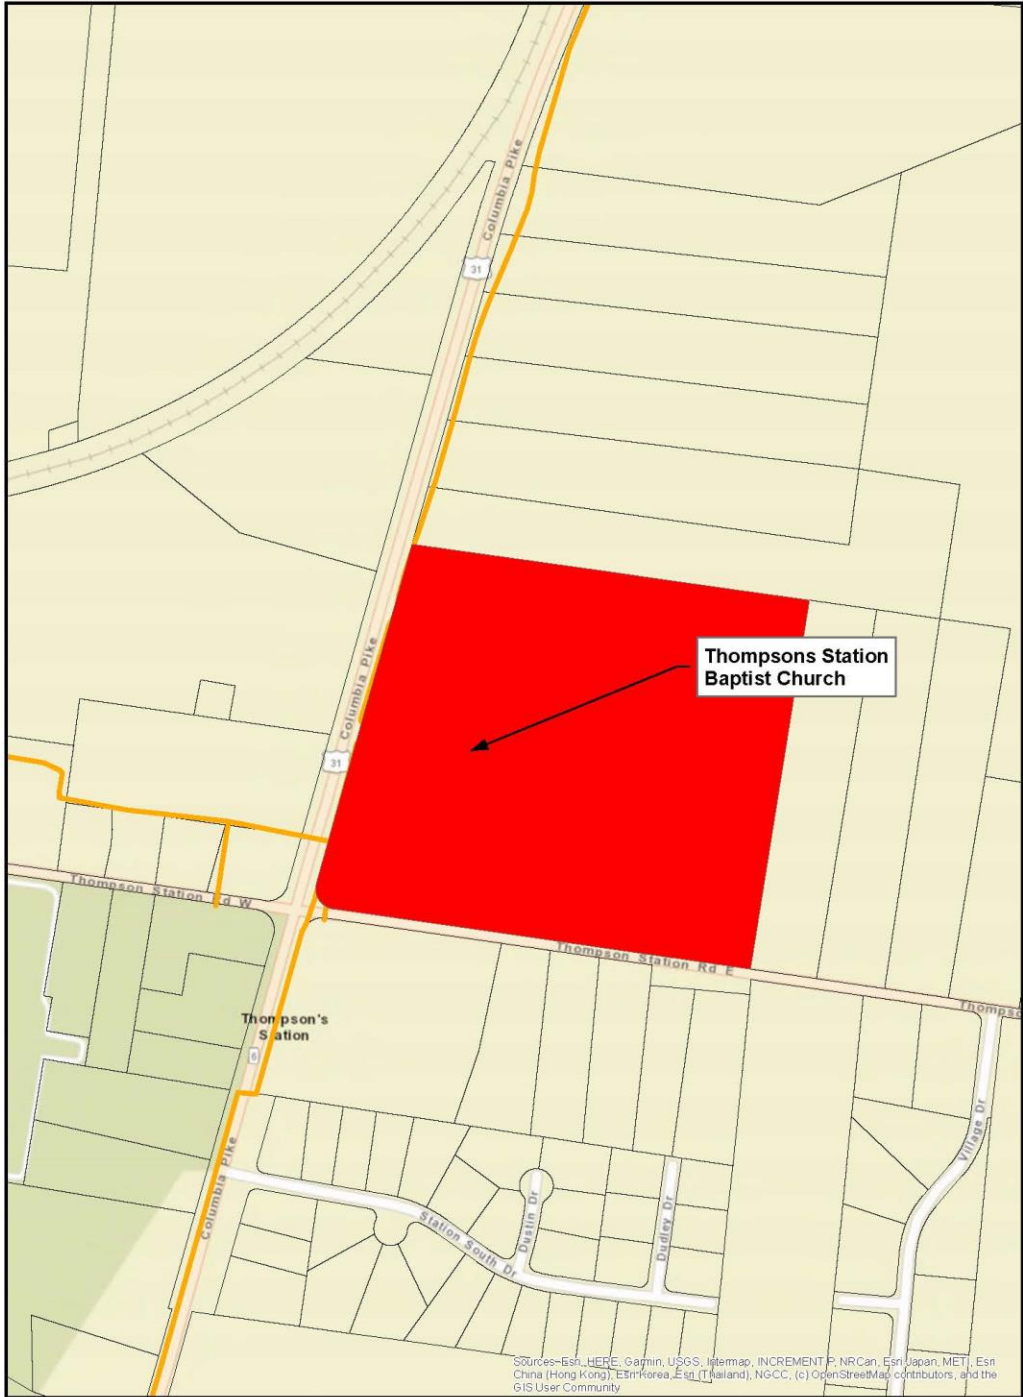 Columbia Pike
31
Thompsons Station
Baptist Church
Columbia Pike
31
Thompson Station Rd W
Thompson Station Rd E
Thompson's
Station
6
Columbia Pike
Station South Dr
Dustin Dr
Dudley Dr
Village Dr
Sources: Esri, HERE, Garmin, USGS, Intermap, INCREMENT P, NRCan, Esri Japan, METI, Esri
China (Hong Kong), Esri Korea, Esri (Thailand), NGCC, (c) OpenStreetMap contributors, and the
GIS User Community